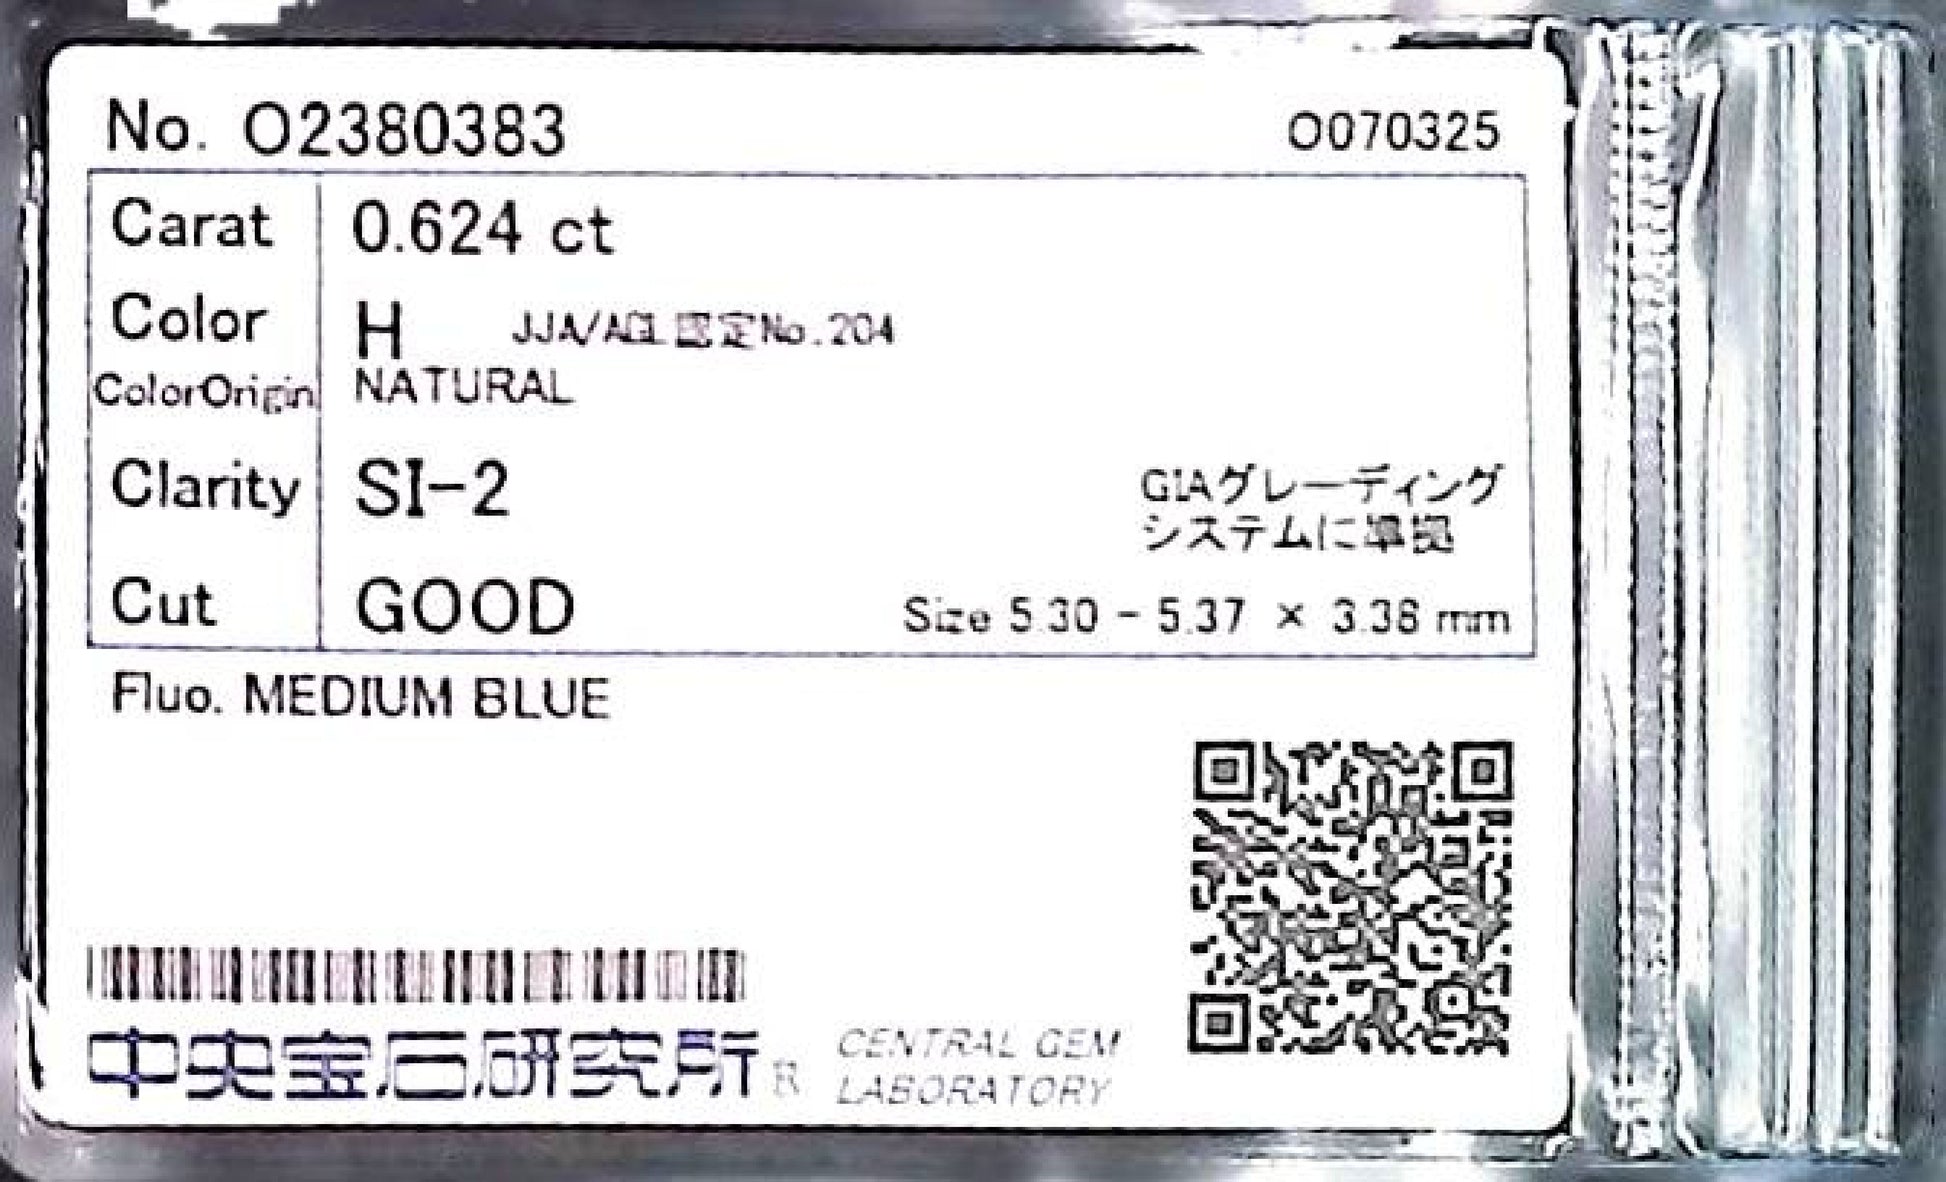 No. O2380383
O070325
Carat 0.624 ct
Color H JJA/AGL認定No.204
ColorOrigin NATURAL
Clarity SI-2
GIAグレーディング
システムに準拠
Cut GOOD
Size 5.30 - 5.37 × 3.38 mm
Fluo. MEDIUM BLUE
中央宝石研究所 R
CENTRAL GEM
LABORATORY